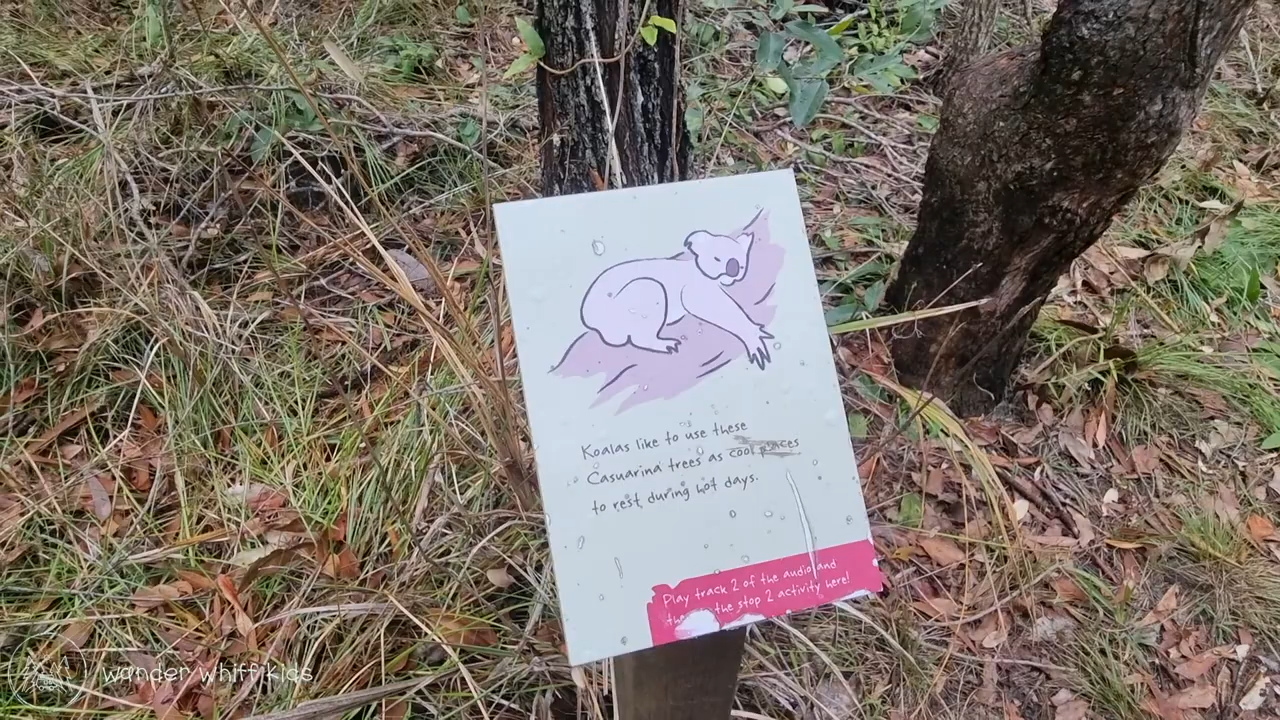 Koalas like to use these
Casuarina trees as cool places
to rest during hot days.
Play track 2 of the audio and
the stop 2 activity here!
wander whiff kids